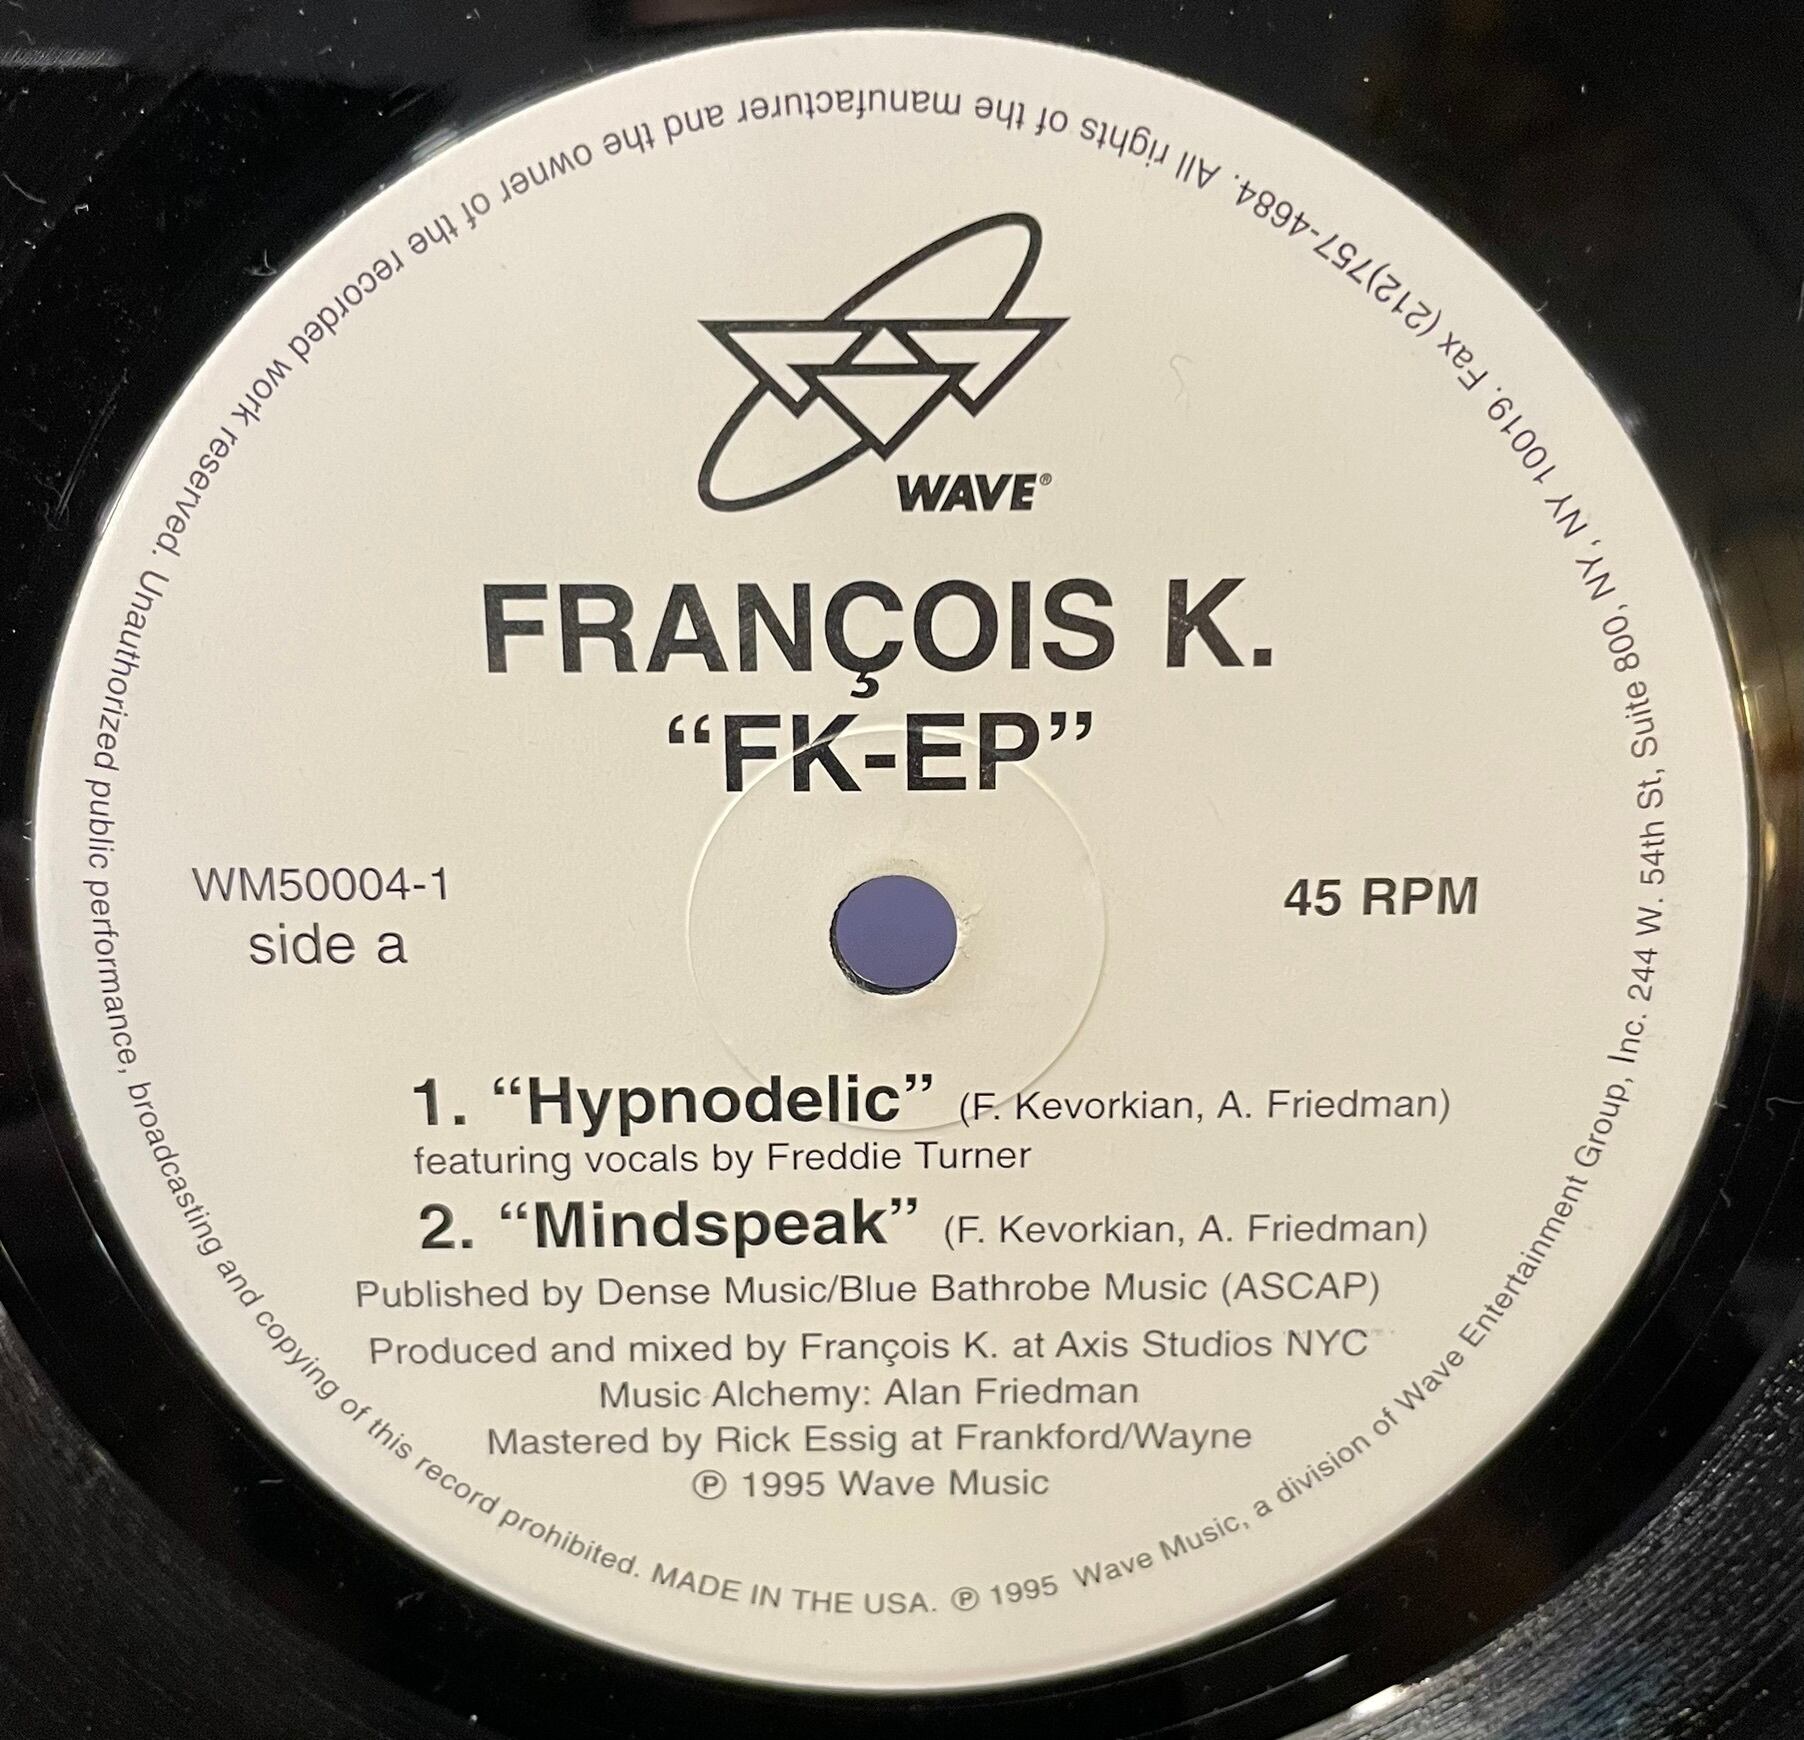 WAVE®
FRANÇOIS K.
“FK-EP”
WM50004-1
side a
45 RPM
1. “Hypnodelic” (F. Kevorkian, A. Friedman)
featuring vocals by Freddie Turner
2. “Mindspeak” (F. Kevorkian, A. Friedman)
Published by Dense Music/Blue Bathrobe Music (ASCAP)
Produced and mixed by François K. at Axis Studios NYC
Music Alchemy: Alan Friedman
Mastered by Rick Essig at Frankford/Wayne
℗ 1995 Wave Music
℗ 1995 Wave Music, a division of Wave Entertainment Group, Inc. 244 W. 54th St, Suite 800, NY, NY 10019. Fax (212)757-4684. All rights of the manufacturer and the owner of the recorded work reserved. Unauthorized public performance, broadcasting and copying of this record prohibited. MADE IN THE USA.